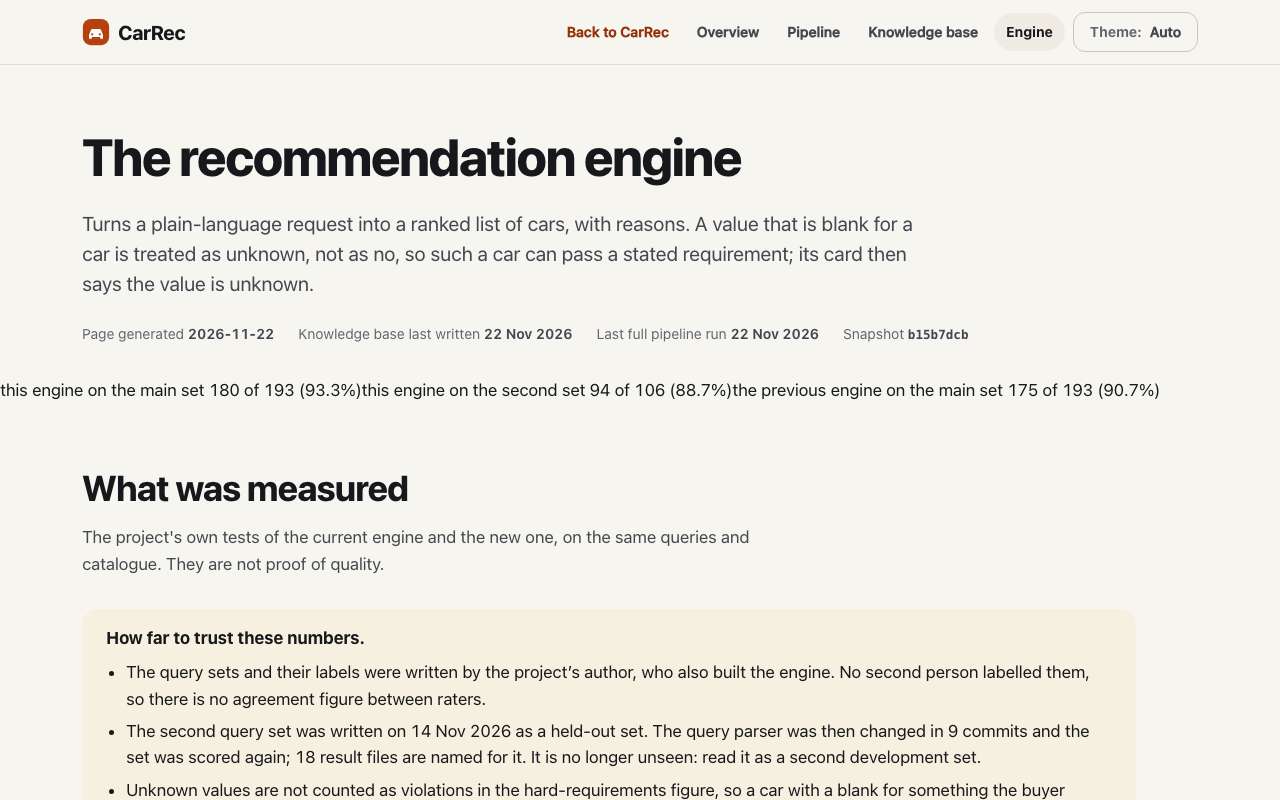 CarRec
Back to CarRec Overview Pipeline Knowledge base Engine Theme: Auto
The recommendation engine
Turns a plain-language request into a ranked list of cars, with reasons. A value that is blank for a
car is treated as unknown, not as no, so such a car can pass a stated requirement; its card then
says the value is unknown.
Page generated 2026-11-22 Knowledge base last written 22 Nov 2026 Last full pipeline run 22 Nov 2026 Snapshot b15b7dcb
this engine on the main set 180 of 193 (93.3%)this engine on the second set 94 of 106 (88.7%)the previous engine on the main set 175 of 193 (90.7%)
What was measured
The project's own tests of the current engine and the new one, on the same queries and
catalogue. They are not proof of quality.
How far to trust these numbers.
• The query sets and their labels were written by the project’s author, who also built the engine. No second person labelled them,
so there is no agreement figure between raters.
• The second query set was written on 14 Nov 2026 as a held-out set. The query parser was then changed in 9 commits and the
set was scored again; 18 result files are named for it. It is no longer unseen: read it as a second development set.
• Unknown values are not counted as violations in the hard-requirements figure, so a car with a blank for something the buyer